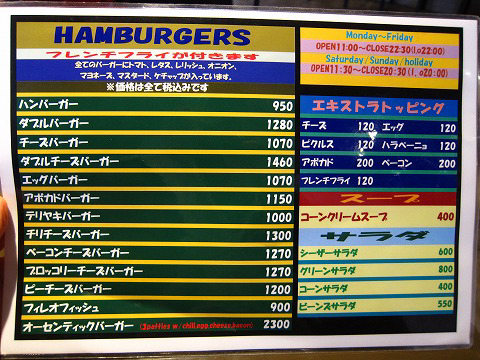 HAMBURGERS
フレンチフライが付きます
全てのバーガーにトマト、レタス、レリッシュ、オニオン、
マヨネーズ、マスタード、ケチャップが入っています。
※価格は全て税込みです
ハンバーガー 950
ダブルバーガー 1280
チーズバーガー 1070
ダブルチーズバーガー 1460
エッグバーガー 1070
アボカドバーガー 1150
テリヤキバーガー 1000
チリチーズバーガー 1300
ベーコンチーズバーガー 1270
ブロッコリーチーズバーガー 1270
ピーチーズバーガー 1200
フィレオフィッシュ 900
オーセンティックバーガー (3patties w/ chili,egg,cheese,bacon) 2300
Monday~Friday
OPEN11:00~CLOSE22:30(l.o22:00)
Saturday/Sunday/holiday
OPEN11:30~CLOSE20:30(l.o20:00)
エキストラトッピング
チーズ 120 エッグ 120
ピクルス 120 ハラペーニョ 120
アボカド 200 ベーコン 200
フレンチフライ 120
スープ
コーンクリームスープ 400
サラダ
シーザーサラダ 600
グリーンサラダ 800
コーンサラダ 400
ビーンズサラダ 550